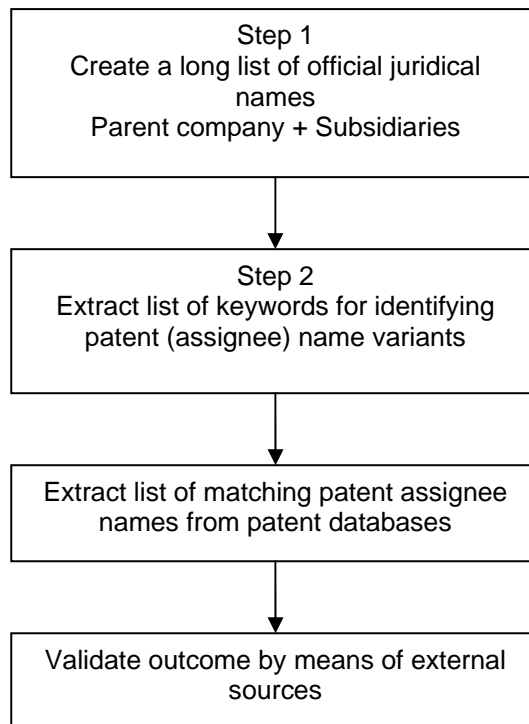 Step 1
Create a long list of official juridical
names
Parent company + Subsidiaries
Step 2
Extract list of keywords for identifying
patent (assignee) name variants
Extract list of matching patent assignee
names from patent databases
Validate outcome by means of external
sources